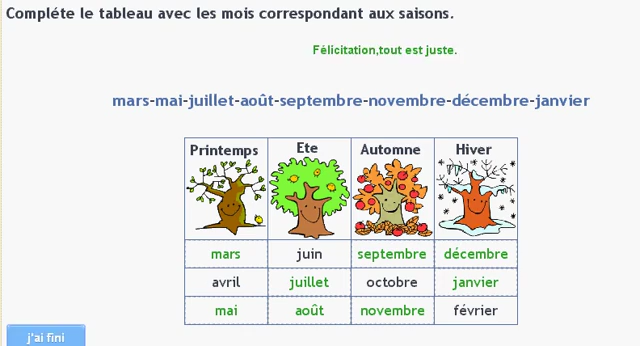 Compléte le tableau avec les mois correspondant aux saisons.
Fèlicitation,tout est juste.
mars-mai-juillet-août-septembre-novembre-décembre-janvier
Printemps Ete Automne Hiver
mars juin septembre décembre
avril juillet octobre janvier
mai août novembre février
j'ai fini